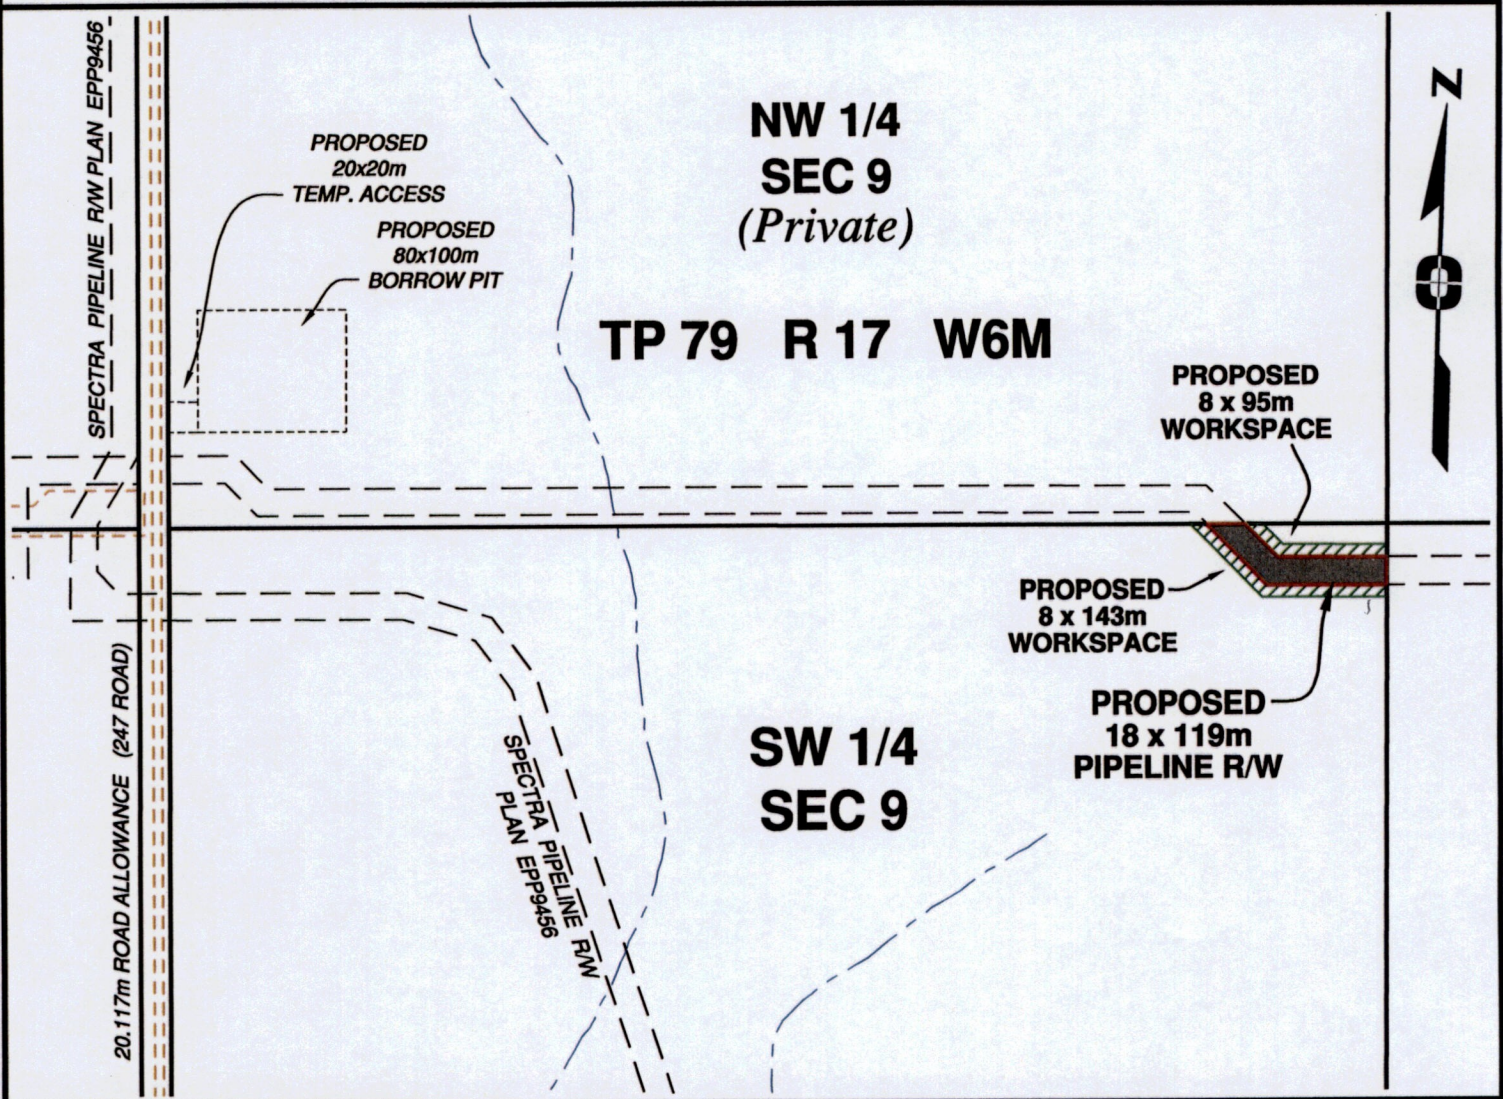 SPECTRA PIPELINE R/W PLAN EPP9456
PROPOSED
20x20m
TEMP. ACCESS
PROPOSED
80x100m
BORROW PIT
NW 1/4
SEC 9
(Private)
TP 79 R 17 W6M
N
PROPOSED
8 x 95m
WORKSPACE
PROPOSED
8 x 143m
WORKSPACE
PROPOSED
18 x 119m
PIPELINE R/W
20.117m ROAD ALLOWANCE (247 ROAD)
SPECTRA PIPELINE R/W
PLAN EPP9456
SW 1/4
SEC 9